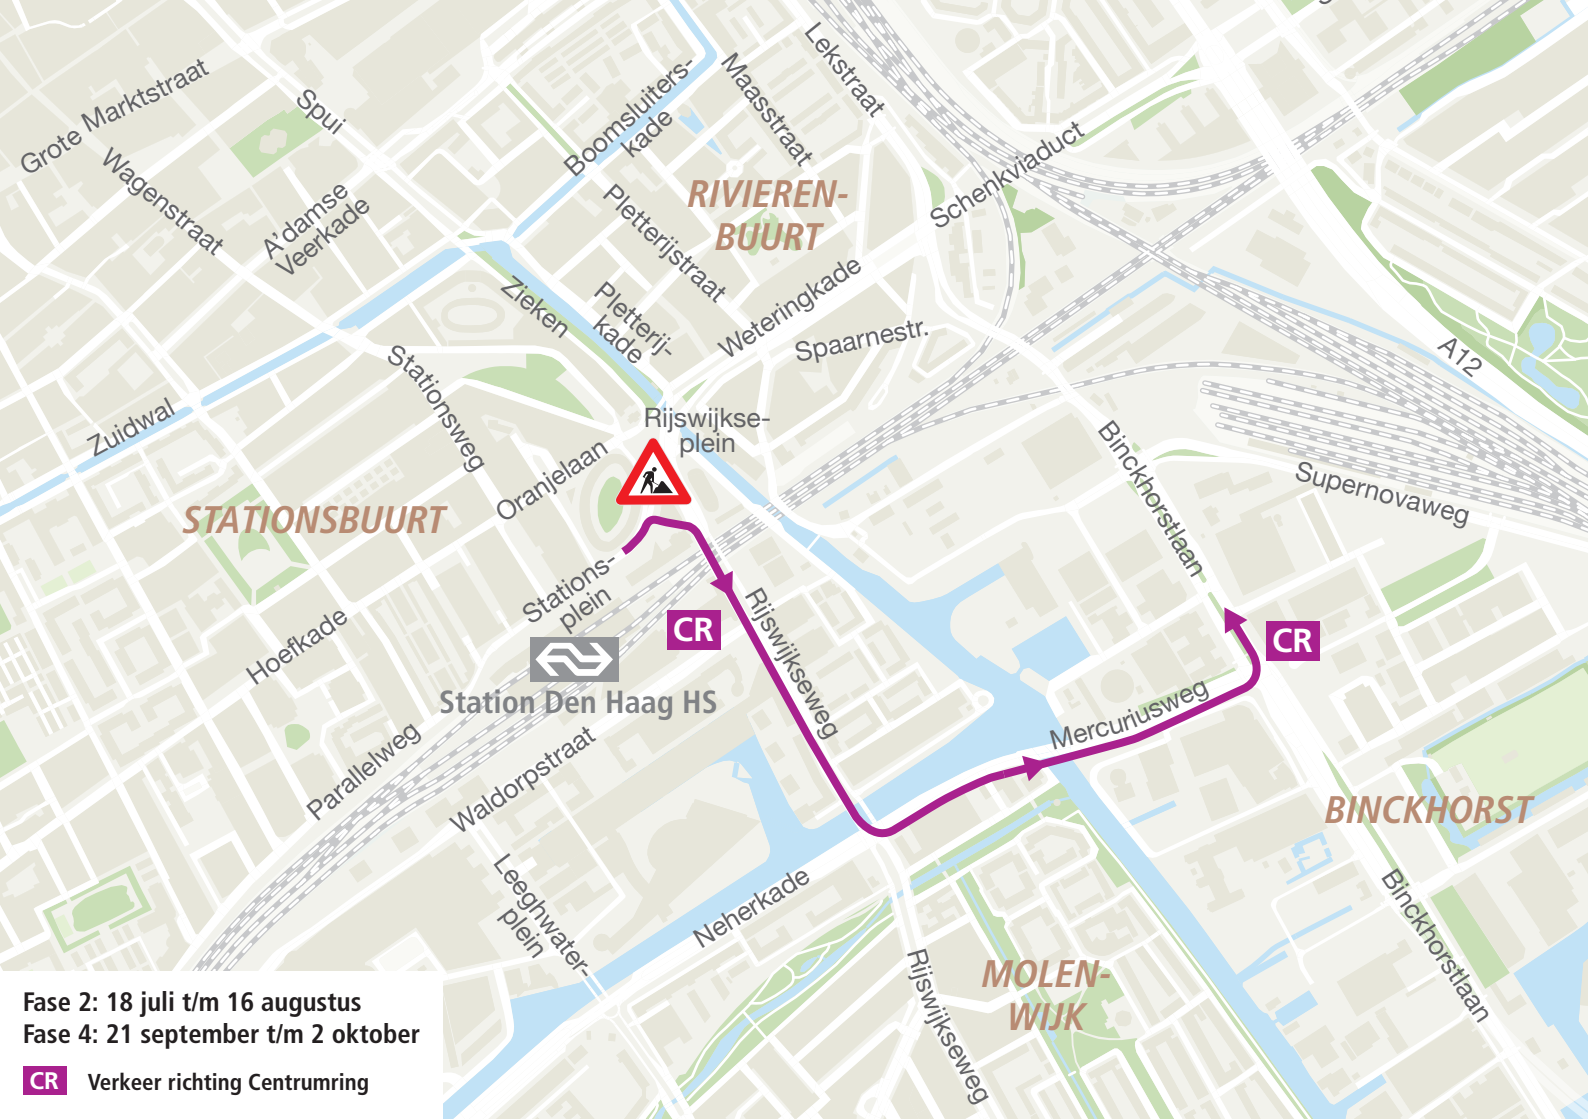 Grote Marktstraat
Spui
Wagenstraat
A'damse
Veerkade
Boomsluiters-
kade
Maasstraat
Lekstraat
RIVIEREN-
BUURT
Schenkviaduct
Pletterijstraat
Zieken
Pletterij-
kade
Weteringkade
Spaarnestr.
A12
Zuidwal
Stationsweg
Rijswijkse-
plein
Oranjelaan
STATIONSBUURT
Binckhorstlaan
Supernovaweg
Stations-
plein
Hoefkade
CR
Rijswijkseweg
CR
Station Den Haag HS
Mercuriusweg
Parallelweg
Waldorpstraat
BINCKHORST
Leeghwater-
plein
Neherkade
Binckhorstlaan
Rijswijkseweg
MOLEN-
WIJK
Fase 2: 18 juli t/m 16 augustus
Fase 4: 21 september t/m 2 oktober
CR Verkeer richting Centrumring